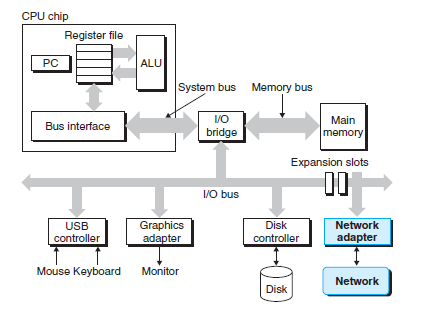 CPU chip
Register file
PC
ALU
System bus
Memory bus
Bus interface
I/O
bridge
Main
memory
Expansion slots
I/O bus
USB
controller
Graphics
adapter
Disk
controller
Network
adapter
Mouse Keyboard
Monitor
Disk
Network